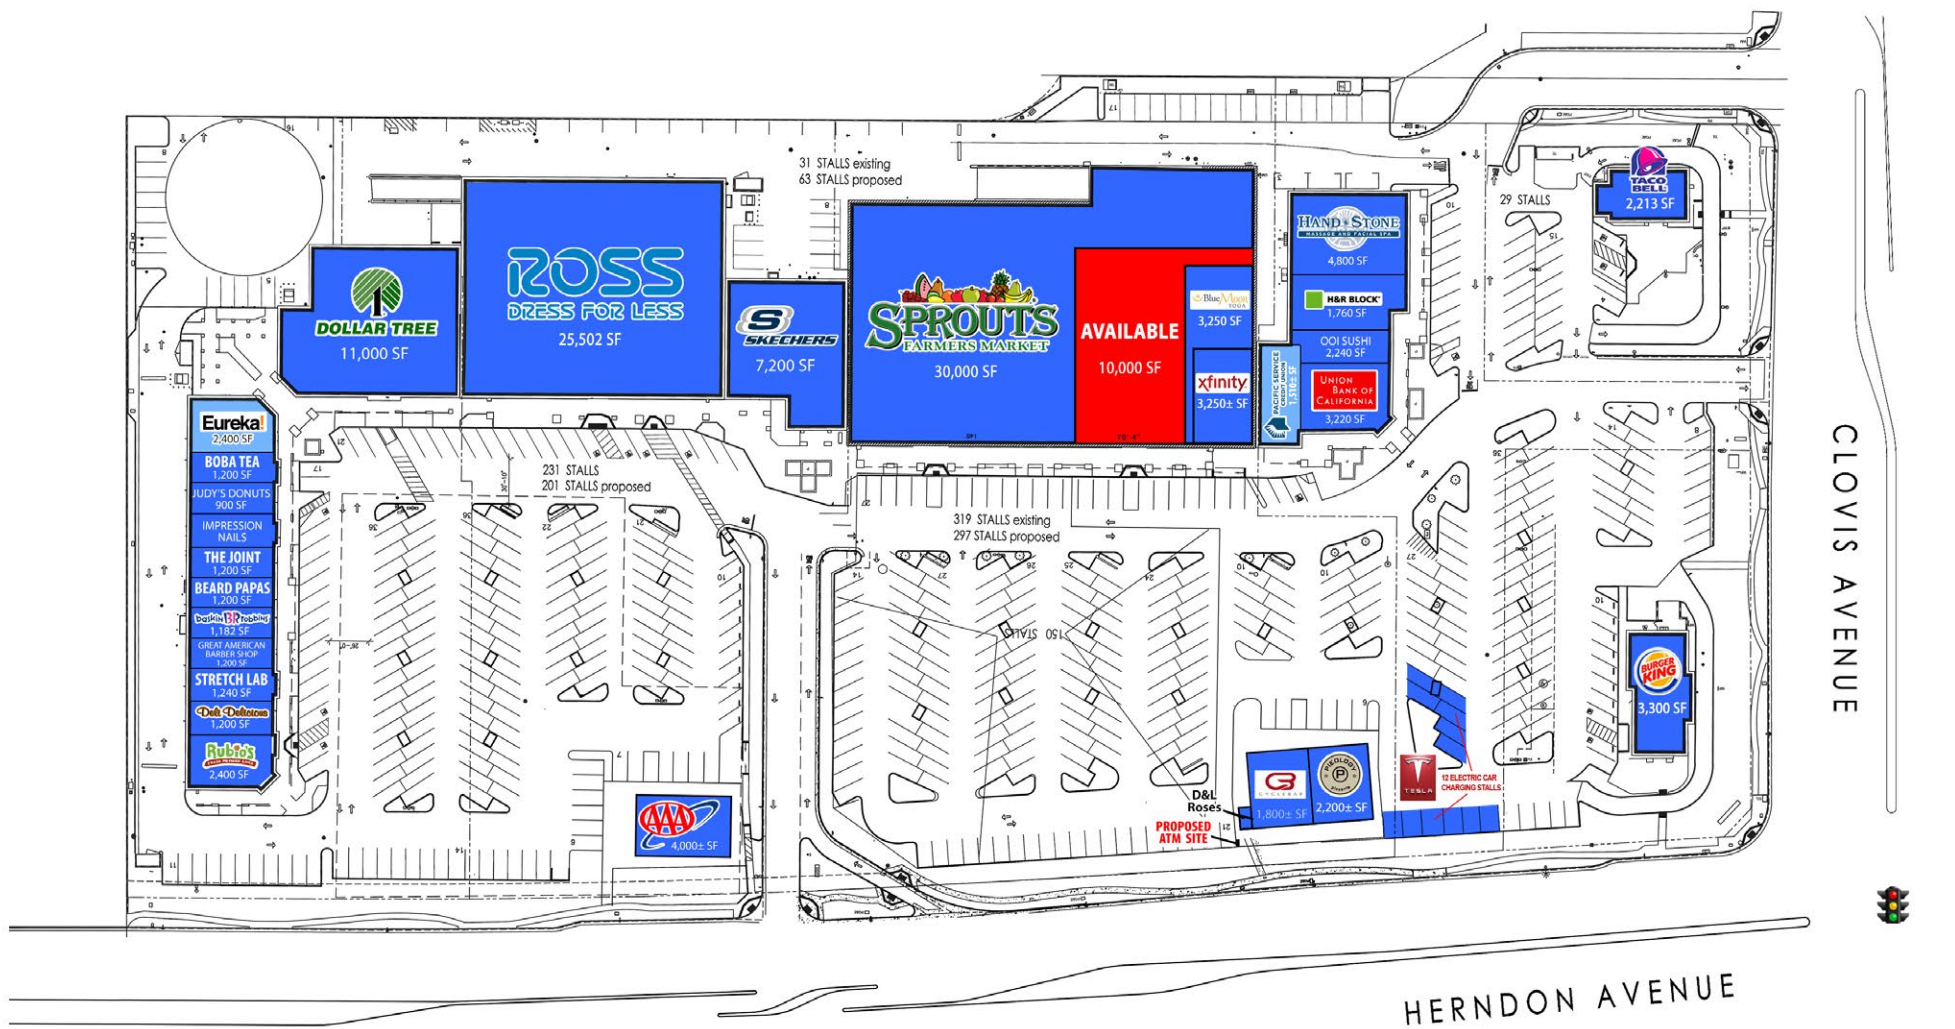 31 STALLS existing
63 STALLS proposed
29 STALLS
TACO
BELL
2,213 SF
DOLLAR TREE
11,000 SF
ROSS
DRESS FOR LESS
25,502 SF
S
SKECHERS
7,200 SF
SPROUTS
FARMERS MARKET
30,000 SF
AVAILABLE
10,000 SF
Blue Moon
YOGA
3,250 SF
xfinity
3,250± SF
PACIFIC SERVICE
CREDIT UNION
1,510± SF
HAND & STONE
MASSAGE AND FACIAL SPA
4,800 SF
H&R BLOCK
1,760 SF
OOI SUSHI
2,240 SF
UNION
BANK OF
CALIFORNIA
3,220 SF
Eureka!
2,400 SF
BOBA TEA
1,200 SF
JUDY'S DONUTS
900 SF
IMPRESSION
NAILS
THE JOINT
1,200 SF
BEARD PAPAS
1,200 SF
baskin BR robbins
1,182 SF
GREAT AMERICAN
BARBER SHOP
1,200 SF
STRETCH LAB
1,240 SF
Deli Delicious
1,200 SF
Rubio's
2,400 SF
231 STALLS
201 STALLS proposed
319 STALLS existing
297 STALLS proposed
150 STALLS
AAA
4,000± SF
D&L
Roses
PROPOSED
ATM SITE
CYCLEBAR
1,800± SF
PIEOLOGY
P
pizzeria
2,200± SF
TESLA
12 ELECTRIC CAR
CHARGING STALLS
BURGER
KING
3,300 SF
CLOVIS AVENUE
HERNDON AVENUE